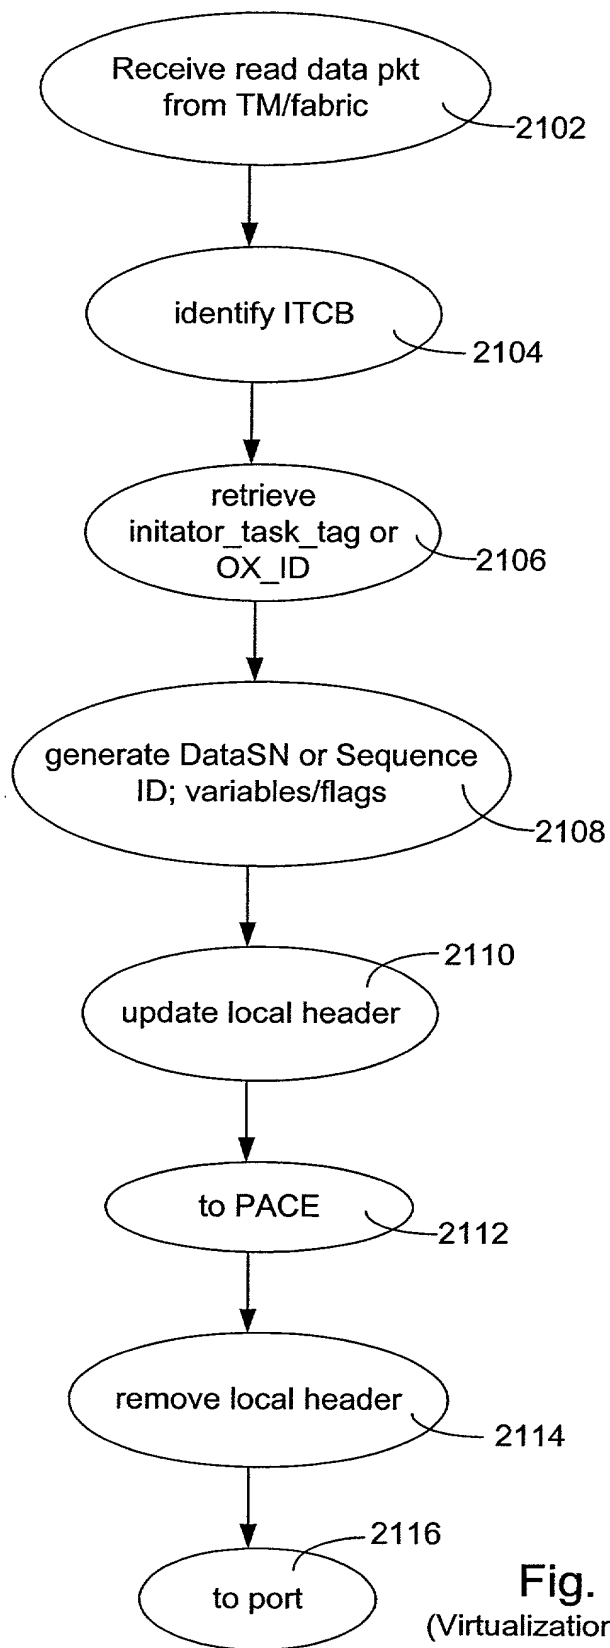 Receive read data pkt
from TM/fabric
2102
identify ITCB
2104
retrieve
initator_task_tag or
OX_ID
2106
generate DataSN or Sequence
ID; variables/flags
2108
2110
update local header
to PACE
2112
remove local header
2114
2116
to port
Fig.
(Virtualization